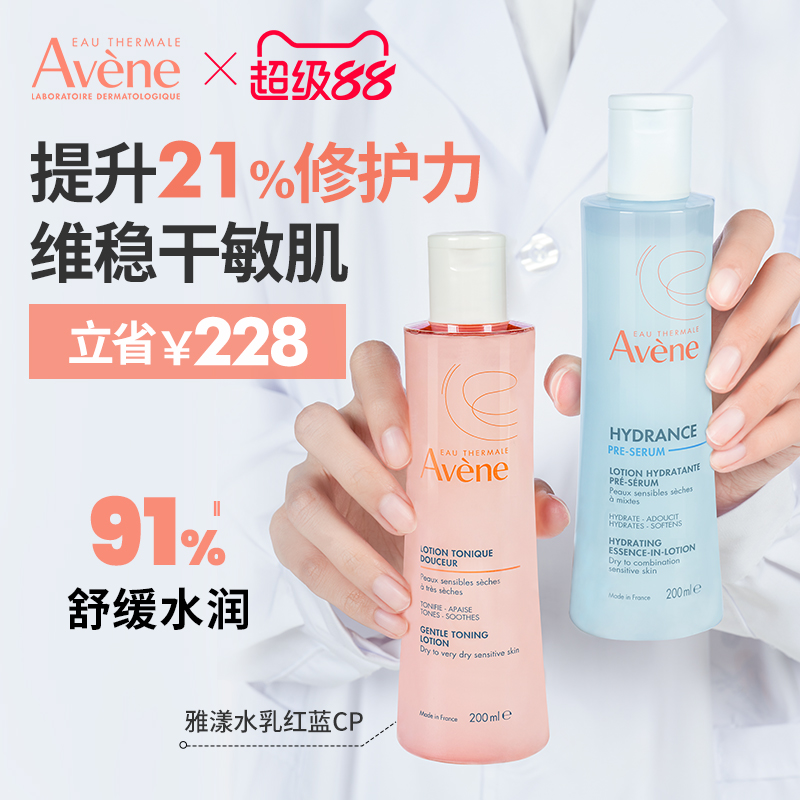 EAU THERMALE
Avène
LABORATOIRE DERMATOLOGIQUE
×
超级88
提升21%修护力
维稳干敏肌
立省¥228
91%Ⅱ
舒缓水润
雅漾水乳红蓝CP
EAU THERMALE
Avène
LOTION TONIQUE
DOUCEUR
Peaux sensibles sèches
à très sèches
TONIFIE - APAISE
TONES - SOOTHES
GENTLE TONING
LOTION
Dry to very dry sensitive skin
Made in France
200 ml e
EAU THERMALE
Avène
HYDRANCE
PRE-SERUM
LOTION HYDRATANTE
PRÉ-SÉRUM
Peaux sensibles sèches
à mixtes
HYDRATE - ADOUCIT
HYDRATES - SOFTENS
HYDRATING
ESSENCE-IN-LOTION
Dry to combination
sensitive skin
Made in France
200 ml e